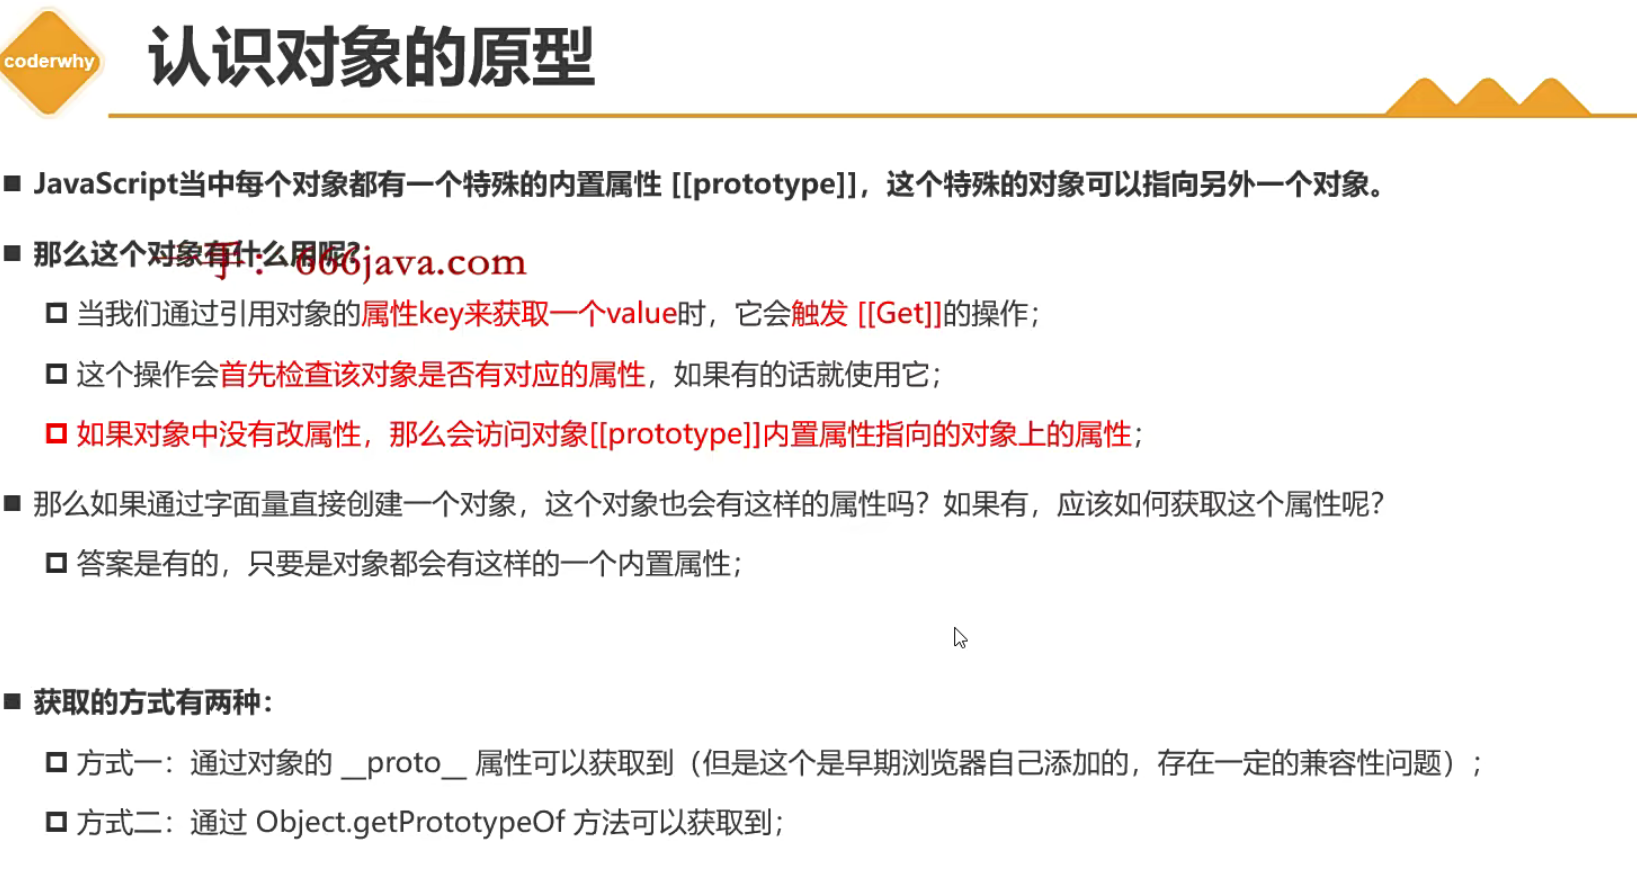 coderwhy
认识对象的原型
JavaScript当中每个对象都有一个特殊的内置属性 [[prototype]]，这个特殊的对象可以指向另外一个对象。
那么这个对象有什么用呢？
一手：666java.com
当我们通过引用对象的属性key来获取一个value时，它会触发 [[Get]]的操作；
这个操作会首先检查该对象是否有对应的属性，如果有的话就使用它；
如果对象中没有改属性，那么会访问对象[[prototype]]内置属性指向的对象上的属性；
那么如果通过字面量直接创建一个对象，这个对象也会有这样的属性吗？如果有，应该如何获取这个属性呢？
答案是有的，只要是对象都会有这样的一个内置属性；
获取的方式有两种：
方式一：通过对象的 __proto__ 属性可以获取到（但是这个是早期浏览器自己添加的，存在一定的兼容性问题）；
方式二：通过 Object.getPrototypeOf 方法可以获取到；